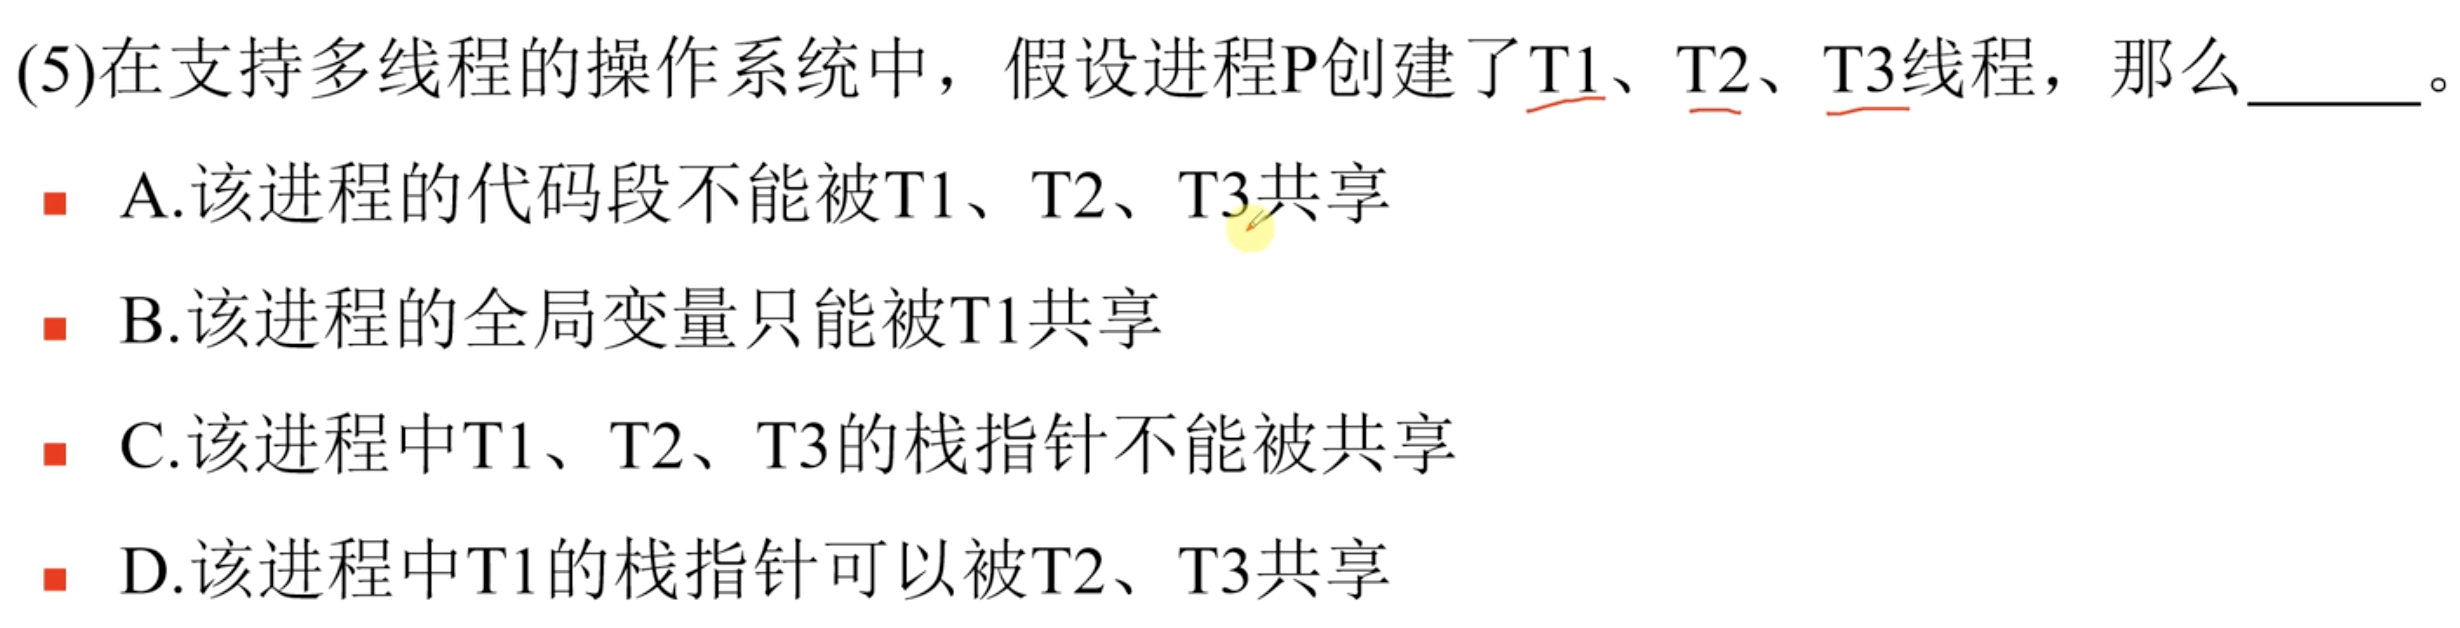 (5)在支持多线程的操作系统中，假设进程P创建了T1、T2、T3线程，那么______。
A.该进程的代码段不能被T1、T2、T3共享
B.该进程的全局变量只能被T1共享
C.该进程中T1、T2、T3的栈指针不能被共享
D.该进程中T1的栈指针可以被T2、T3共享